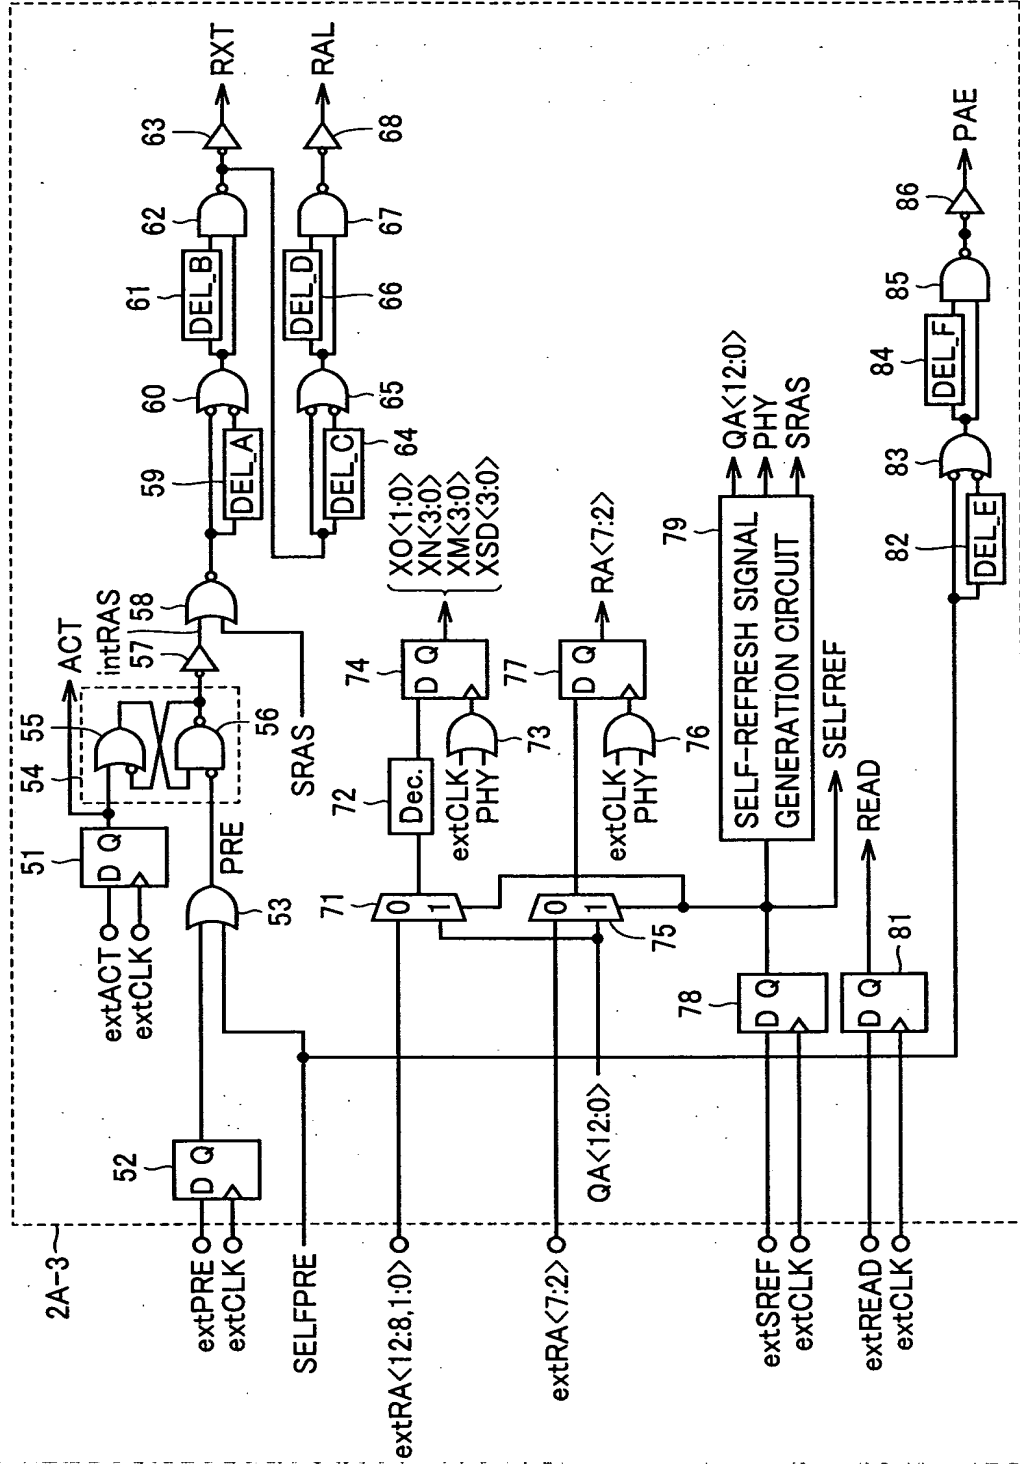 2A-3
extPRE
extCLK
52
D Q
SELFPRE
extACT
extCLK
51
D Q
ACT
53
PRE
54
55
56
57
intRAS
58
SRAS
59
DEL_A
60
61
DEL_B
62
63
RXT
64
DEL_C
65
66
DEL_D
67
68
RAL
extRA<12:8,1:0>
71
0
1
72
Dec.
extCLK
PHY
73
74
D Q
XO<1:0>
XN<3:0>
XM<3:0>
XSD<3:0>
extRA<7:2>
QA<12:0>
75
0
1
extCLK
PHY
76
77
D Q
RA<7:2>
extSREF
extCLK
78
D Q
79
SELF-REFRESH SIGNAL
GENERATION CIRCUIT
QA<12:0>
PHY
SRAS
SELFREF
extREAD
extCLK
81
D Q
READ
82
DEL_E
83
84
DEL_F
85
86
PAE